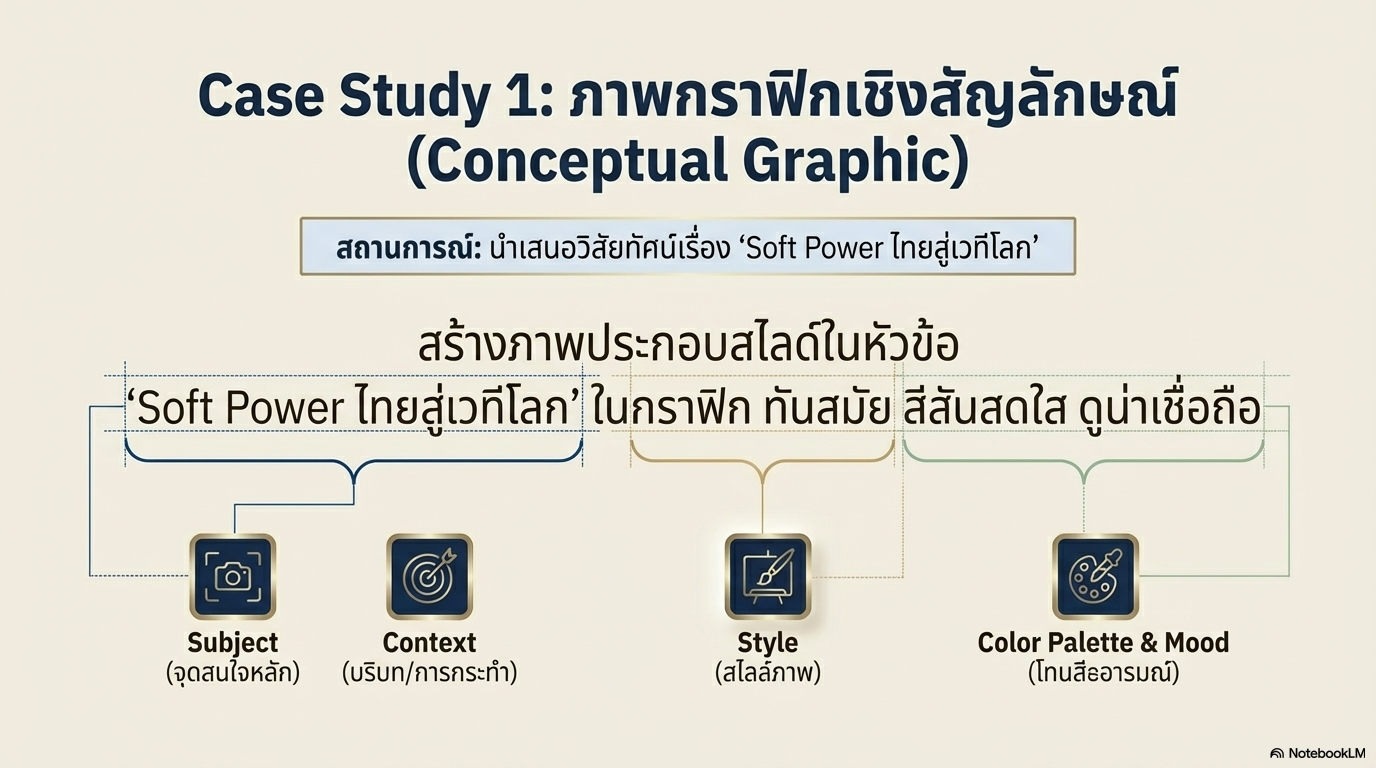 Case Study 1: ภาพกราฟิกเชิงสัญลักษณ์
(Conceptual Graphic)
สถานการณ์: นำเสนอวิสัยทัศน์เรื่อง ‘Soft Power ไทยสู่เวทีโลก’
สร้างภาพประกอบสไลด์ในหัวข้อ
‘Soft Power ไทยสู่เวทีโลก’ ในกราฟิก ทันสมัย สีสันสดใส ดูน่าเชื่อถือ
Subject
(จุดสนใจหลัก)
Context
(บริบท/การกระทำ)
Style
(สไลล์ภาพ)
Color Palette & Mood
(โทนสีะอารมณ์)
NotebookLM